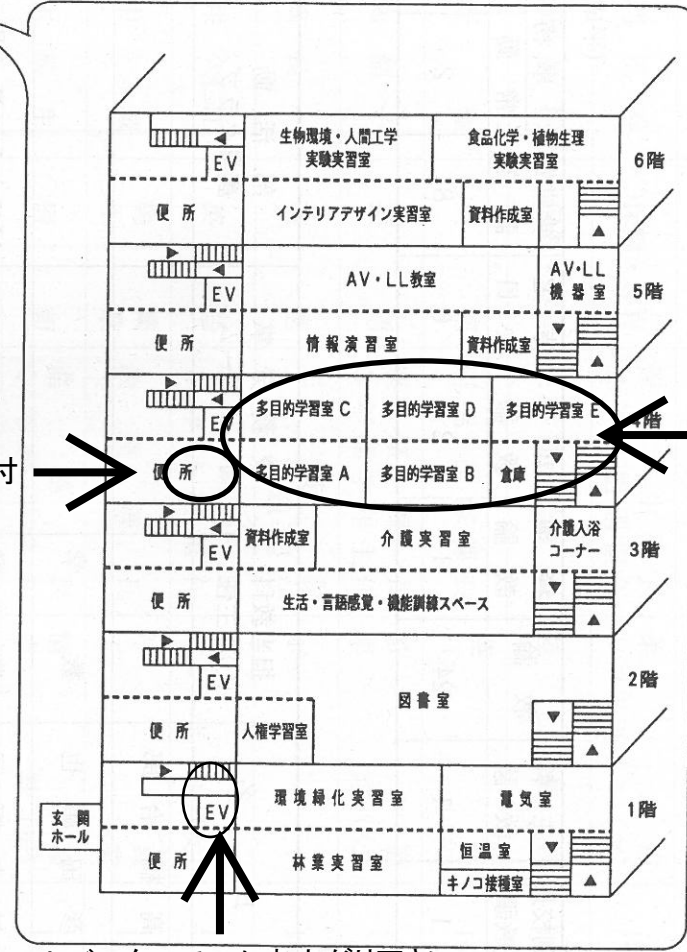 生物環境・人間工学
実験実習室
食品化学・植物生理
実験実習室
EV
6階
便所
インテリアデザイン実習室
資料作成室
AV・LL教室
AV・LL
機器室
EV
5階
便所
情報演習室
資料作成室
多目的学習室 C
多目的学習室 D
多目的学習室 E
EV
4階
付
便所
多目的学習室 A
多目的学習室 B
倉庫
資料作成室
介護実習室
介護入浴
コーナー
EV
3階
便所
生活・言語感覚・機能訓練スペース
EV
図書室
2階
便所
人権学習室
環境緑化実習室
電気室
EV
1階
玄関
ホール
便所
林業実習室
恒温室
キノコ接種室